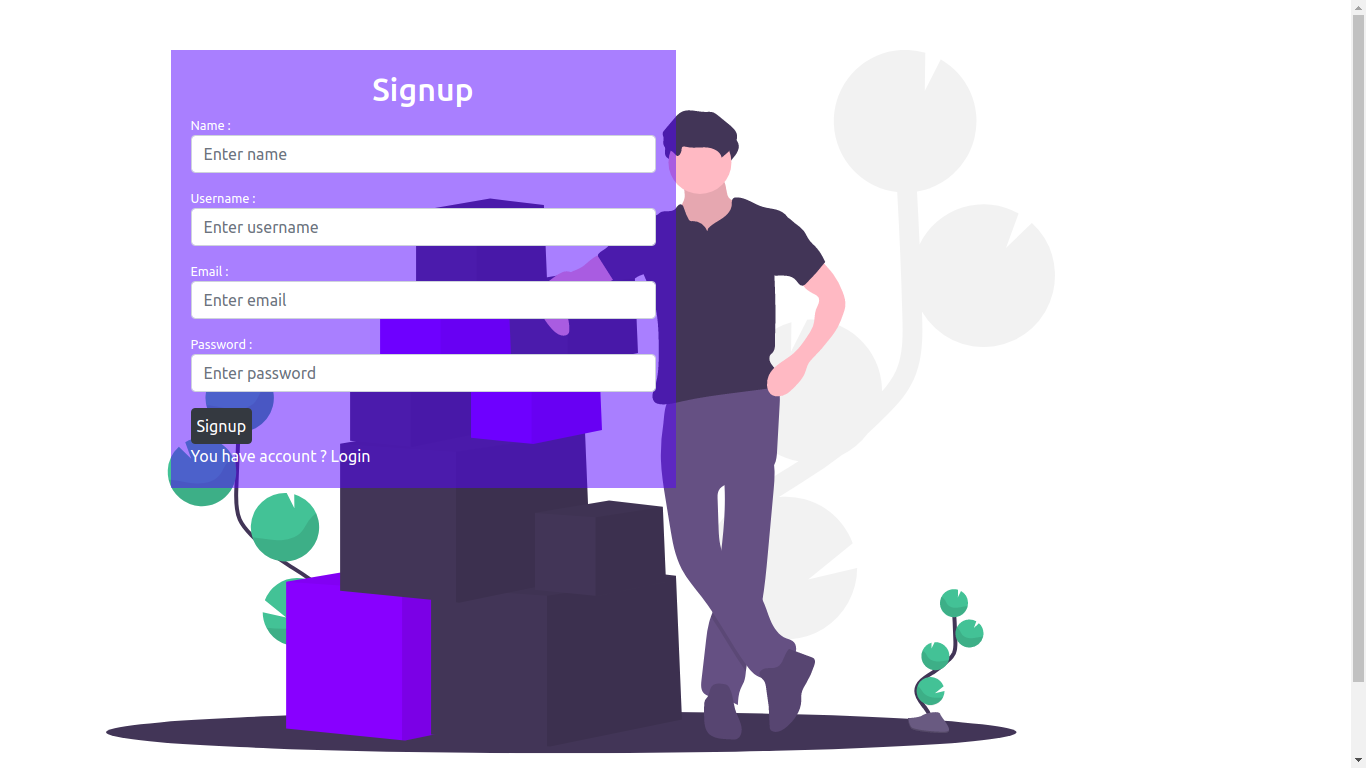 Signup
Name :
Enter name
Username :
Enter username
Email :
Enter email
Password :
Enter password
Signup
You have account ? Login